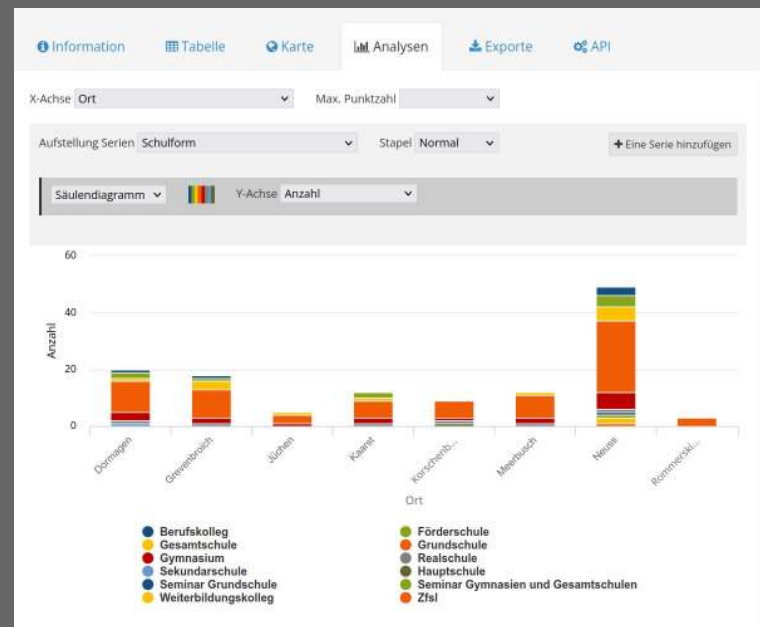 Information Tabelle Karte Analysen Exporte API
X-Achse Ort Max. Punktzahl
Aufstellung Serien Schulform Stapel Normal + Eine Serie hinzufügen
Säulendiagramm Y-Achse Anzahl
60
40
20
0
Anzahl
Dormagen Grevenbroich Jüchen Kaarst Korschenb... Meerbusch Neuss Rommerski...
Ort
Berufskolleg Förderschule
Gesamtschule Grundschule
Gymnasium Realschule
Sekundarschule Hauptschule
Seminar Grundschule Seminar Gymnasien und Gesamtschulen
Weiterbildungskolleg Zfsl